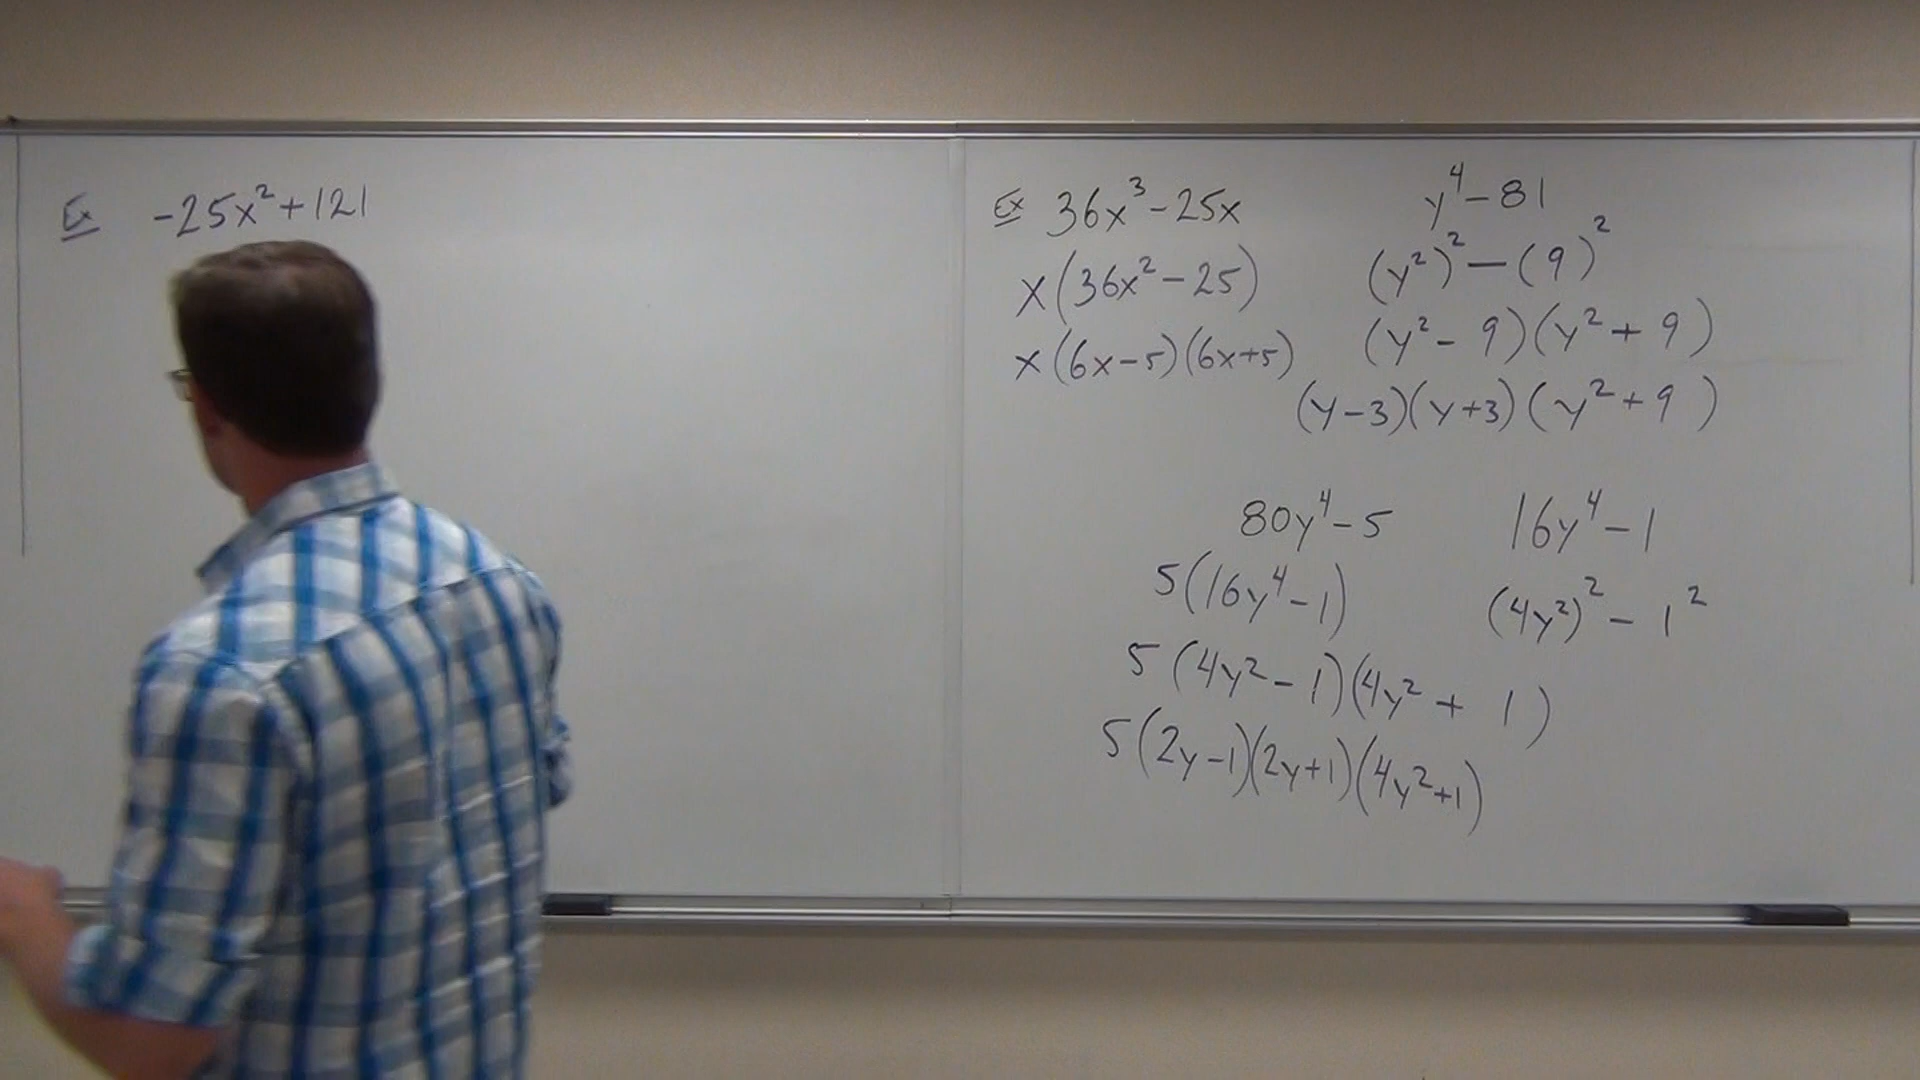 Ex -25x²+121
Ex 36x³-25x
x(36x²-25)
x(6x-5)(6x+5)
y⁴-81
(y²)²-(9)²
(y²-9)(y²+9)
(y-3)(y+3)(y²+9)
80y⁴-5
5(16y⁴-1)
5(4y²-1)(4y²+1)
5(2y-1)(2y+1)(4y²+1)
16y⁴-1
(4y²)²-1²